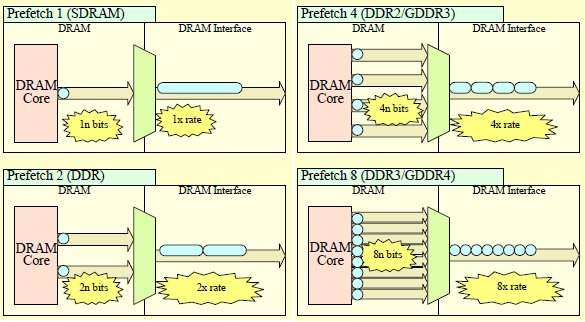 Prefetch 1 (SDRAM)
DRAM
DRAM Interface
DRAM
Core
1n bits
1x rate
Prefetch 4 (DDR2/GDDR3)
DRAM
DRAM Interface
DRAM
Core
4n bits
4x rate
Prefetch 2 (DDR)
DRAM
DRAM Interface
DRAM
Core
2n bits
2x rate
Prefetch 8 (DDR3/GDDR4)
DRAM
DRAM Interface
DRAM
Core
8n bits
8x rate